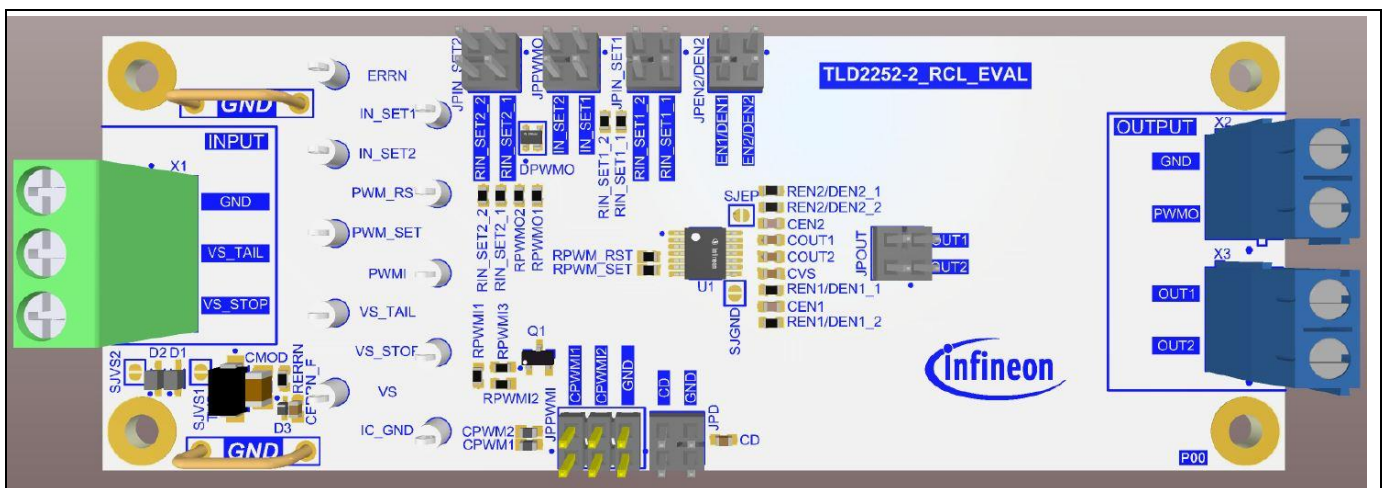 JPIN_SET2
JPPWMO
JPIN_SET1
JPEN2/DEN2
TLD2252-2_RCL_EVAL
ERRN
GND
IN_SET1
INPUT
X1
IN_SET2
GND
PWM_RS
PWM_SET
VS_TAIL
PWMI
VS_STOP
VS_TAIL
VS_STOP
VS
IC_GND
RIN_SET2_2
RIN_SET2_1
IN_SET2
IN_SET1
RIN_SET1_2
RIN_SET1_1
EN1/DEN1
EN2/DEN2
DPWMO
RIN_SET1_2
RIN_SET1_1
RIN_SET2_2
RIN_SET2_1
RPWMO2
RPWMO1
SJEP
REN2/DEN2_1
REN2/DEN2_2
CEN2
COUT1
COUT2
CVS
REN1/DEN1_1
CEN1
REN1/DEN1_2
RPWM_RST
RPWM_SET
infineon
U1
SJGND
JPOUT
OUT1
OUT2
OUTPUT
X2
GND
PWMO
X3
OUT1
OUT2
infineon
P00
SJVS2
D2
D1
SJVS1
CMOD
RERRN
D3
GND
RPWMI1
RPWMI3
Q1
RPWMI2
CPWM2
CPWM1
JPPWMI
CPWMI1
CPWMI2
GND
CD
GND
JPD
CD